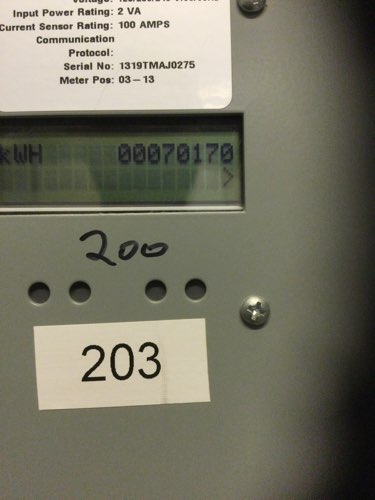 Input Power Rating: 2 VA
Current Sensor Rating: 100 AMPS
Communication
Protocol:
Serial No: 1319TMAJ0275
Meter Pos: 03-13
kWH 00070170
>
200
203